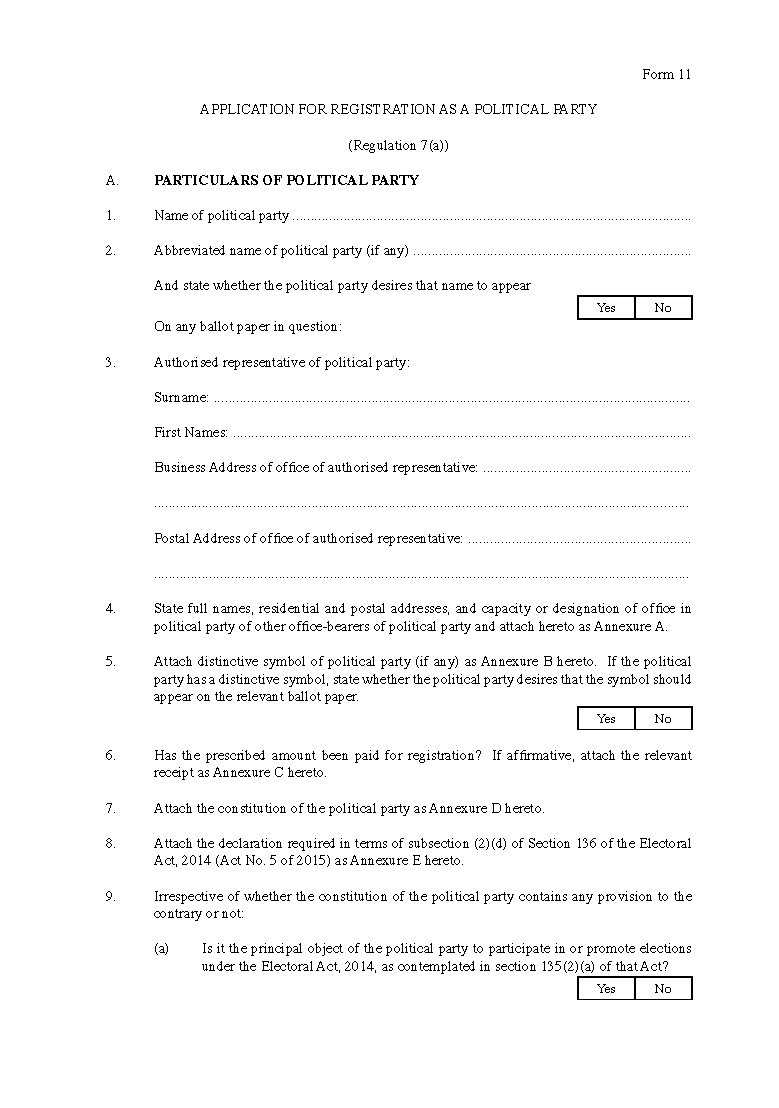 Form 11
APPLICATION FOR REGISTRATION AS A POLITICAL PARTY
(Regulation 7(a))
A. PARTICULARS OF POLITICAL PARTY
1. Name of political party ..............................................................................................................
2. Abbreviated name of political party (if any) .............................................................................
And state whether the political party desires that name to appear
Yes No
On any ballot paper in question:
3. Authorised representative of political party:
Surname: ...................................................................................................................................
First Names: ..............................................................................................................................
Business Address of office of authorised representative: .........................................................
...................................................................................................................................................
Postal Address of office of authorised representative: .............................................................
...................................................................................................................................................
4. State full names, residential and postal addresses, and capacity or designation of office in
political party of other office-bearers of political party and attach hereto as Annexure A.
5. Attach distinctive symbol of political party (if any) as Annexure B hereto. If the political
party has a distinctive symbol, state whether the political party desires that the symbol should
appear on the relevant ballot paper.
Yes No
6. Has the prescribed amount been paid for registration? If affirmative, attach the relevant
receipt as Annexure C hereto.
7. Attach the constitution of the political party as Annexure D hereto.
8. Attach the declaration required in terms of subsection (2)(d) of Section 136 of the Electoral
Act, 2014 (Act No. 5 of 2015) as Annexure E hereto.
9. Irrespective of whether the constitution of the political party contains any provision to the
contrary or not:
(a) Is it the principal object of the political party to participate in or promote elections
under the Electoral Act, 2014, as contemplated in section 135(2)(a) of that Act?
Yes No